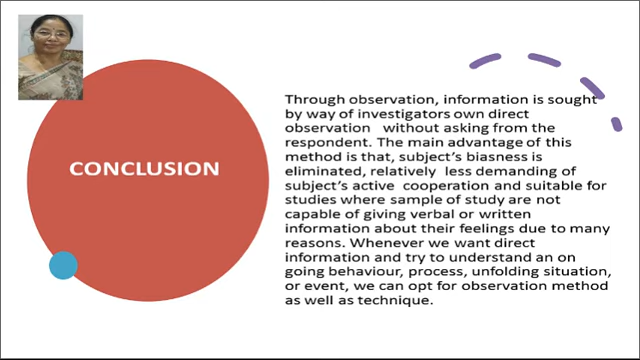 CONCLUSION
Through observation, information is sought
by way of investigators own direct
observation without asking from the
respondent. The main advantage of this
method is that, subject's biasness is
eliminated, relatively less demanding of
subject's active cooperation and suitable for
studies where sample of study are not
capable of giving verbal or written
information about their feelings due to many
reasons. Whenever we want direct
information and try to understand an on
going behaviour, process, unfolding situation,
or event, we can opt for observation method
as well as technique.